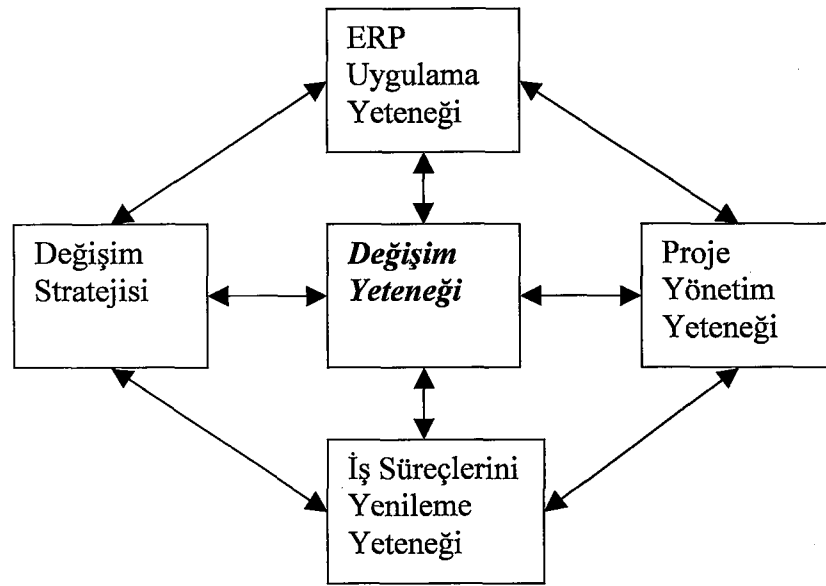 ERP
Uygulama
Yeteneği
Değişim
Stratejisi
Değişim
Yeteneği
Proje
Yönetim
Yeteneği
İş Süreçlerini
Yenileme
Yeteneği